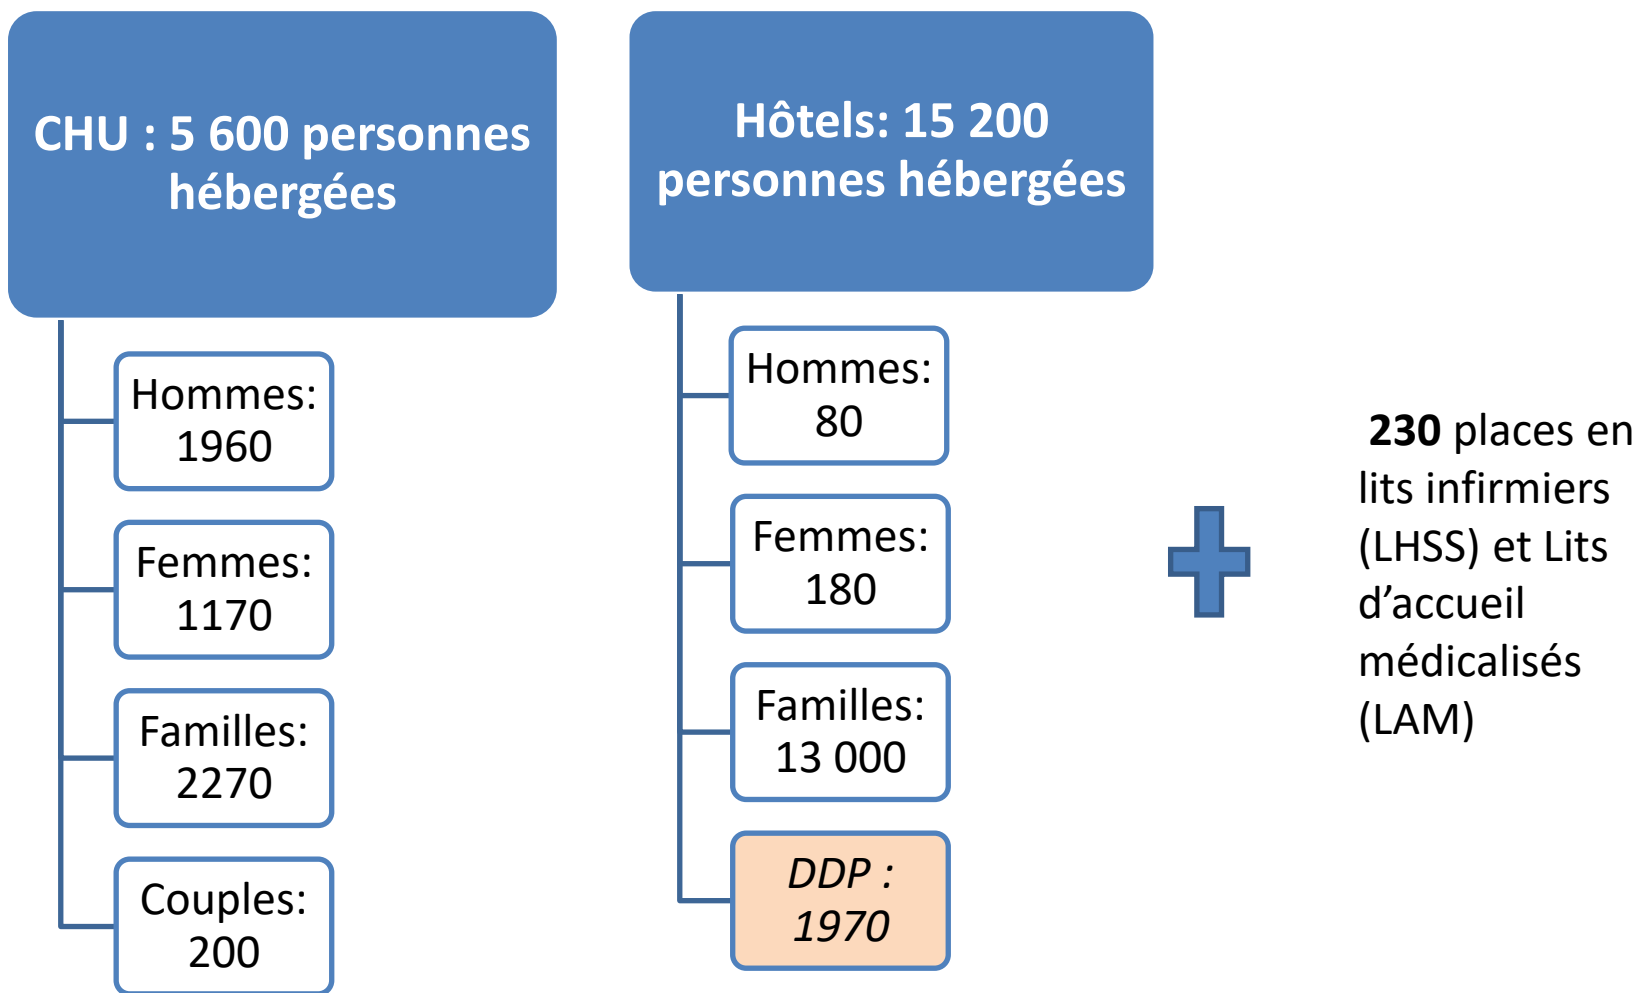 CHU : 5 600 personnes
hébergées
Hommes:
1960
Femmes:
1170
Familles:
2270
Couples:
200
Hôtels: 15 200
personnes hébergées
Hommes:
80
Femmes:
180
Familles:
13 000
DDP :
1970
230 places en
lits infirmiers
(LHSS) et Lits
d’accueil
médicalisés
(LAM)